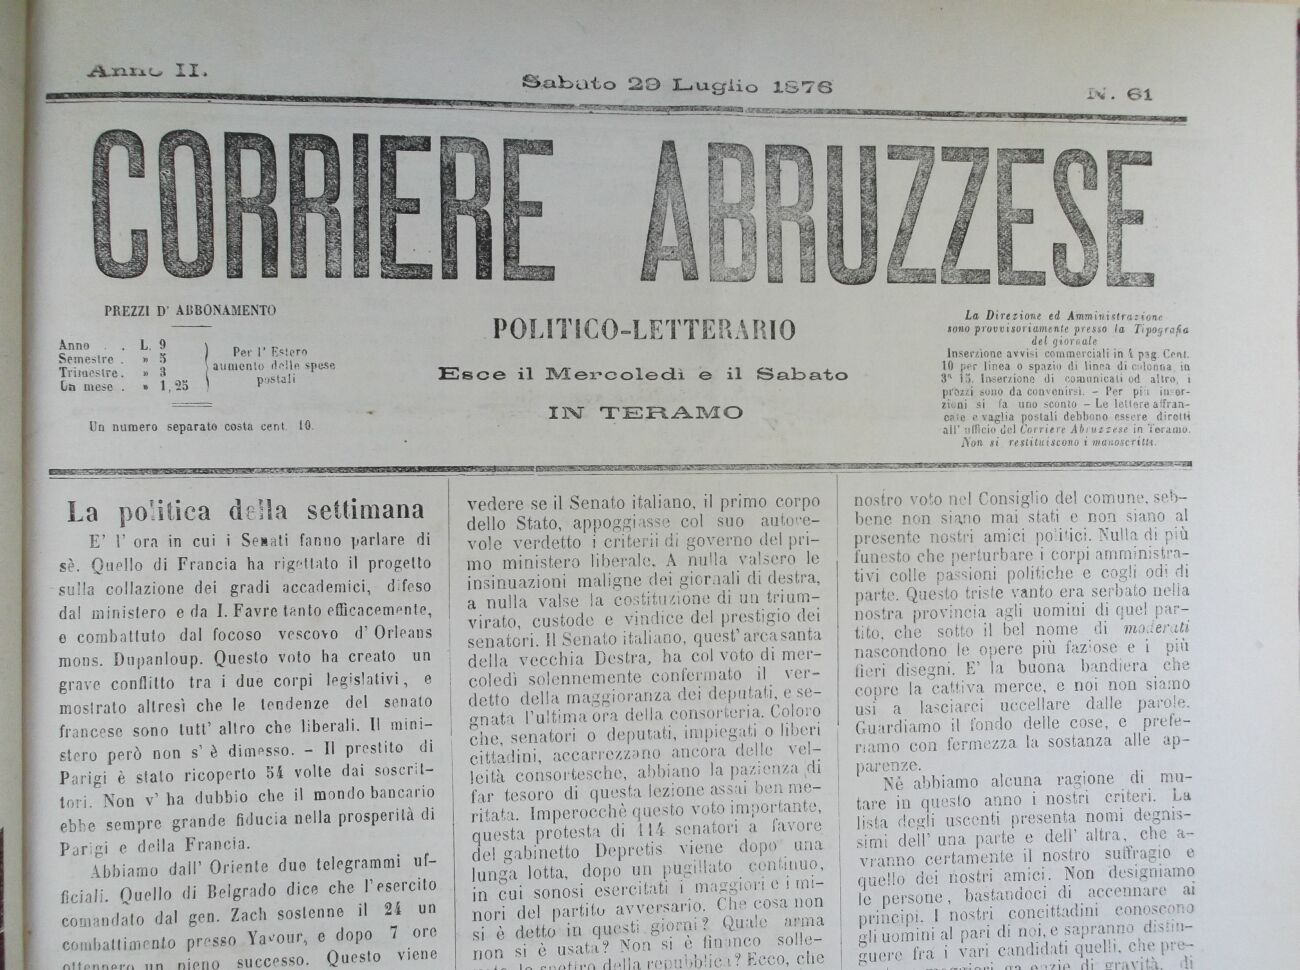 Anno II.
Sabato 29 Luglio 1876
N. 61
CORRIERE ABRUZZESE
PREZZI D' ABBONAMENTO
Anno . . L. 9
Semestre . » 5
Trimestre. » 3
Un mese . » 1,25
Per l' Estero
aumento delle spese
postali
Un numero separato costa cent. 10.
POLITICO-LETTERARIO
Esce il Mercoledì e il Sabato
IN TERAMO
La Direzione ed Amministrazione
sono provvisoriamente presso la Tipografia
del giornale
Inserzione avvisi commerciali in 4 pag. Cent.
10 per linea o spazio di linea di colonna, in
3ª 15. Inserzione di comunicati od altro, i
prezzi sono da convenirsi. - Per più inser-
zioni si fa uno sconto - Le lettere affran-
cate e vaglia postali debbono essere diretti
all' ufficio del Corriere Abruzzese in Teramo.
Non si restituiscono i manoscritti.
La politica della settimana
E' l' ora in cui i Senati fanno parlare di
sè. Quello di Francia ha rigettato il progetto
sulla collazione dei gradi accademici, difeso
dal ministero e da I. Favre tanto efficacemente,
e combattuto dal focoso vescovo d' Orleans
mons. Dupanloup. Questo voto ha creato un
grave conflitto tra i due corpi legislativi, e
mostrato altresì che le tendenze del senato
francese sono tutt' altro che liberali. Il mini-
stero però non s' è dimesso. - Il prestito di
Parigi è stato ricoperto 54 volte dai soscrit-
tori. Non v' ha dubbio che il mondo bancario
ebbe sempre grande fiducia nella prosperità di
Parigi e della Francia.
Abbiamo dall' Oriente due telegrammi uf-
ficiali. Quello di Belgrado dice che l'esercito
comandato dal gen. Zach sostenne il 24 un
combattimento presso Yavour, e dopo 7 ore
ottennero un pieno successo. Questo viene
vedere se il Senato italiano, il primo corpo
dello Stato, appoggiasse col suo autore-
vole verdetto i criterii di governo del pri-
mo ministero liberale. A nulla valsero le
insinuazioni maligne dei giornali di destra,
a nulla valse la costituzione di un trium-
virato, custode e vindice del prestigio dei
senatori. Il Senato italiano, quest'arca santa
della vecchia Destra, ha col voto di mer-
coledì solennemente confermato il ver-
detto della maggioranza dei deputati, e se-
gnata l'ultima ora della consorteria. Coloro
che, senatori o deputati, impiegati o liberi
cittadini, accarrezzano ancora delle vel-
leità consortesche, abbiano la pazienza di
far tesoro di questa lezione assai ben me-
ritata. Imperocchè questo voto importante,
questa protesta di 114 senatori a favore
del gabinetto Depretis viene dopo una
lunga lotta, dopo un pugillato continuo,
in cui sonosi esercitati i maggiori e i mi-
nori del partito avversario. Che cosa non
si è detto in questi giorni? Quale arma
non si è usata? Non si è financo solle-
spetro della repubblica? Ecco, che
nostro voto nel Consiglio del comune, seb-
bene non siano mai stati e non siano al
presente nostri amici politici. Nulla di più
funesto che perturbare i corpi amministra-
tivi colle passioni politiche e cogli odi di
parte. Questo triste vanto era serbato nella
nostra provincia agli uomini di quel par-
tito, che sotto il bel nome di moderati
nascondono le opere più faziose e i più
fieri disegni. E' la buona bandiera che
copre la cattiva merce, e noi non siamo
usi a lasciarci uccellare dalle parole.
Guardiamo il fondo delle cose, e prefe-
riamo con fermezza la sostanza alle ap-
parenze.
Nè abbiamo alcuna ragione di mu-
tare in questo anno i nostri criteri. La
lista degli uscenti presenta nomi degnis-
simi dell' una parte e dell' altra, che a-
vranno certamente il nostro suffragio e
quello dei nostri amici. Non designiamo
le persone, bastandoci di accennare ai
principi. I nostri concittadini conoscono
gli uomini al pari di noi, e sapranno distin-
guere fra i vari candidati quelli, che pre-
gravità, di